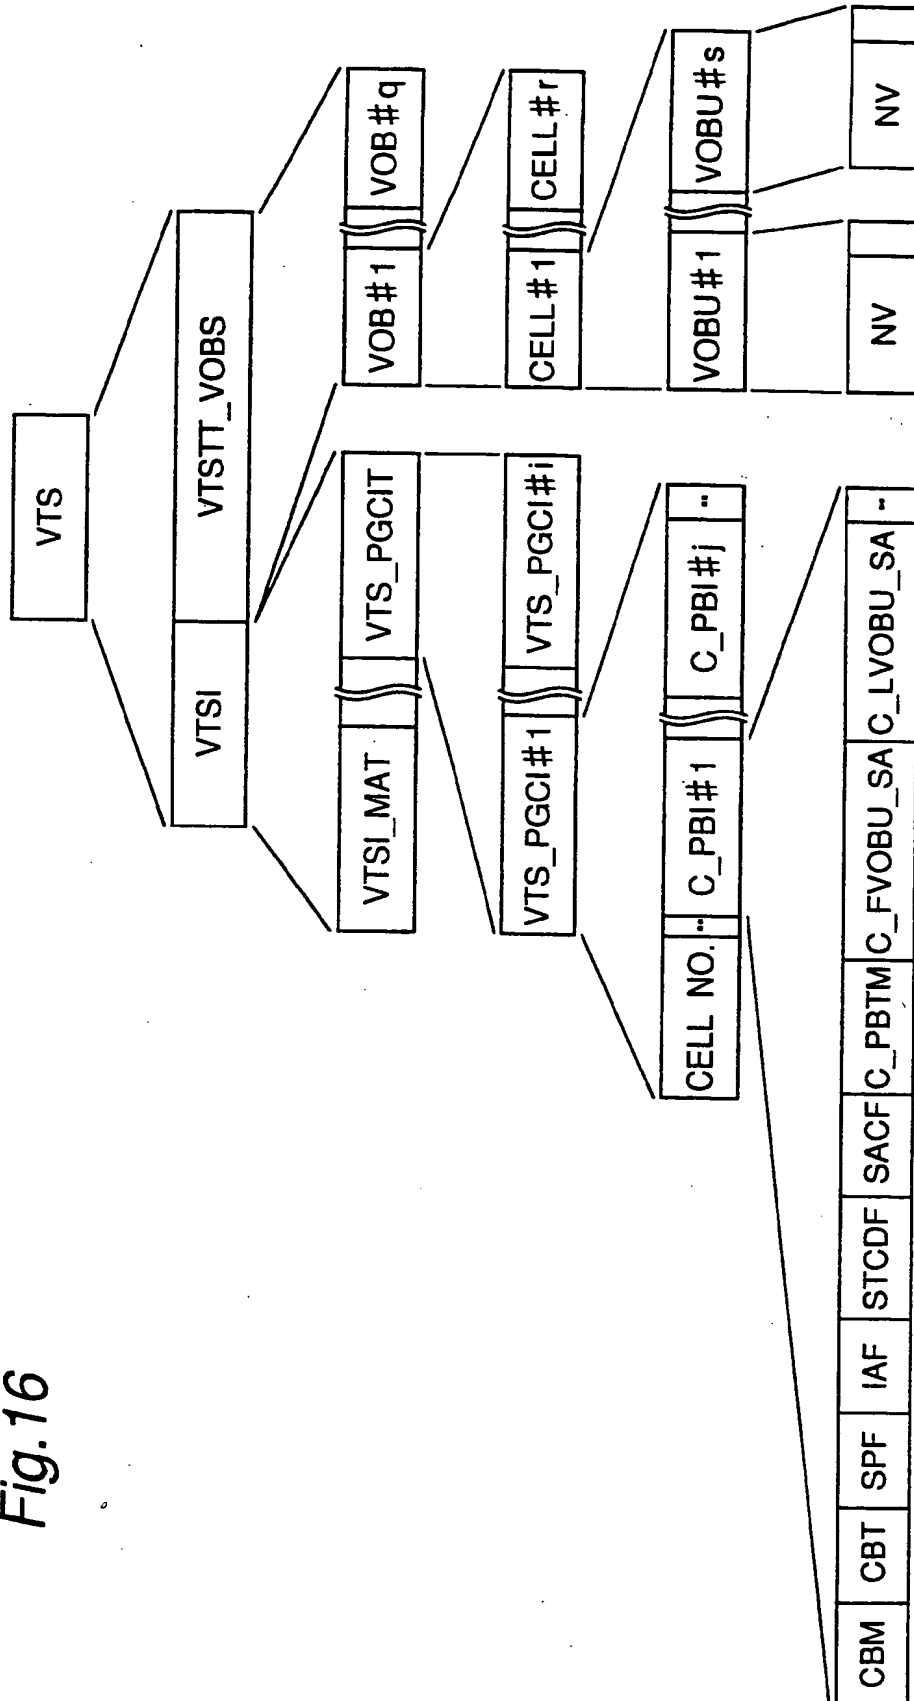 Fig.16
VTS
VTSI VTSTT_VOBS
VTSI_MAT VTS_PGCIT VOB#1 VOB#q
VTS_PGCI#1 VTS_PGCI#i CELL#1 CELL#r
CELL NO. .. C_PBI#1 C_PBI#j .. VOBU#1 VOBU#s
CBM CBT SPF IAF STCDF SACF C_PBTM C_FVOBU_SA C_LVOBU_SA .. NV NV